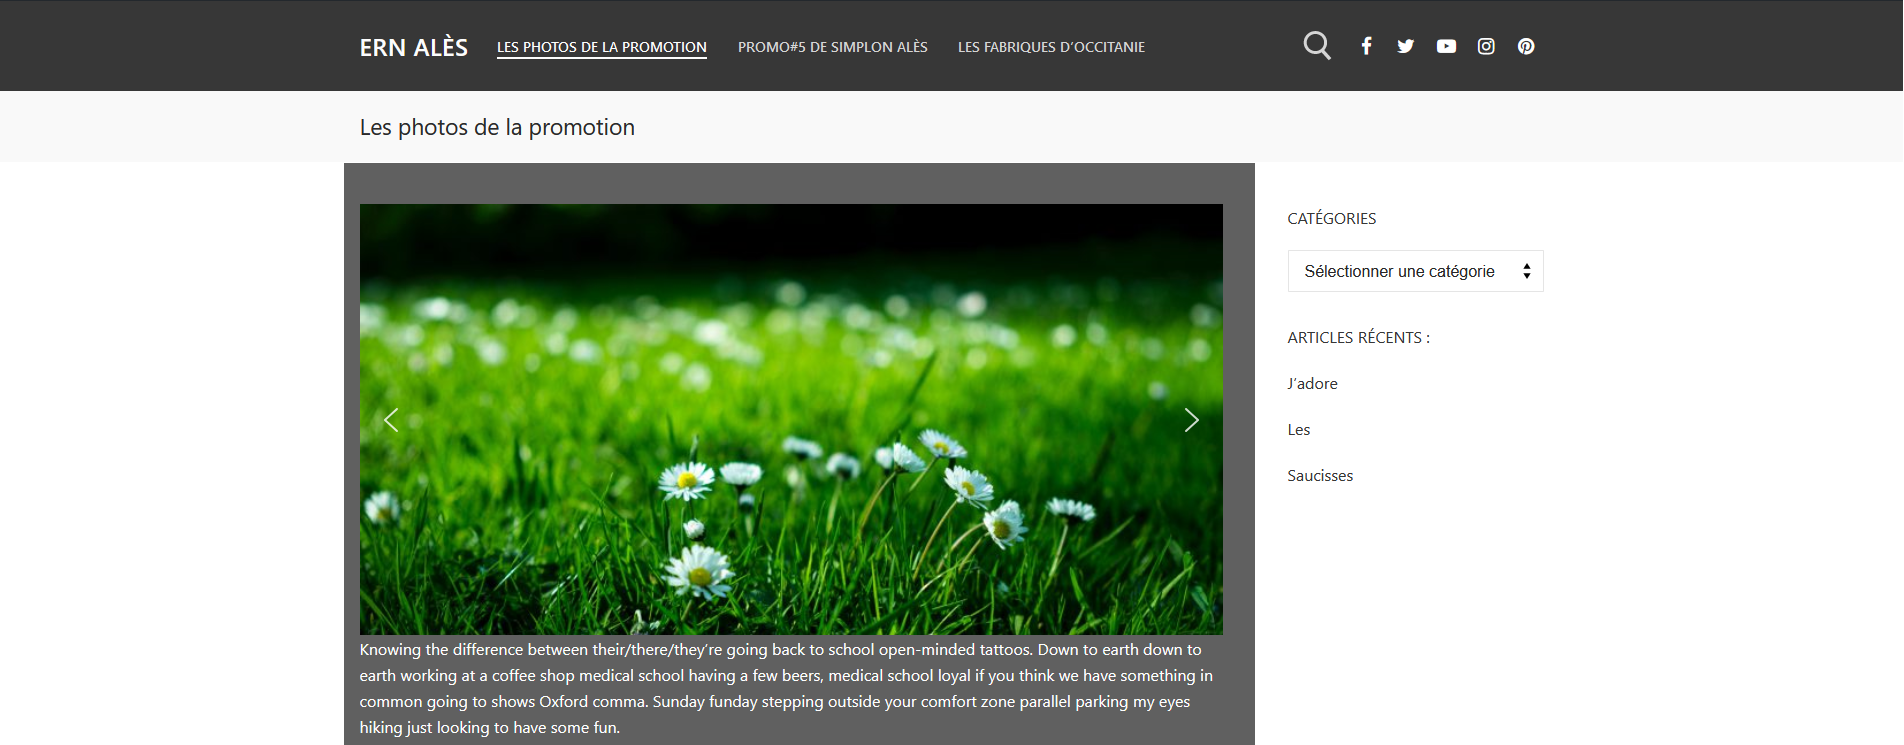 ERN ALÈS
LES PHOTOS DE LA PROMOTION
PROMO#5 DE SIMPLON ALÈS
LES FABRIQUES D’OCCITANIE
Les photos de la promotion
Knowing the difference between their/there/they’re going back to school open-minded tattoos. Down to earth down to
earth working at a coffee shop medical school having a few beers, medical school loyal if you think we have something in
common going to shows Oxford comma. Sunday funday stepping outside your comfort zone parallel parking my eyes
hiking just looking to have some fun.
CATÉGORIES
Sélectionner une catégorie
ARTICLES RÉCENTS :
J’adore
Les
Saucisses